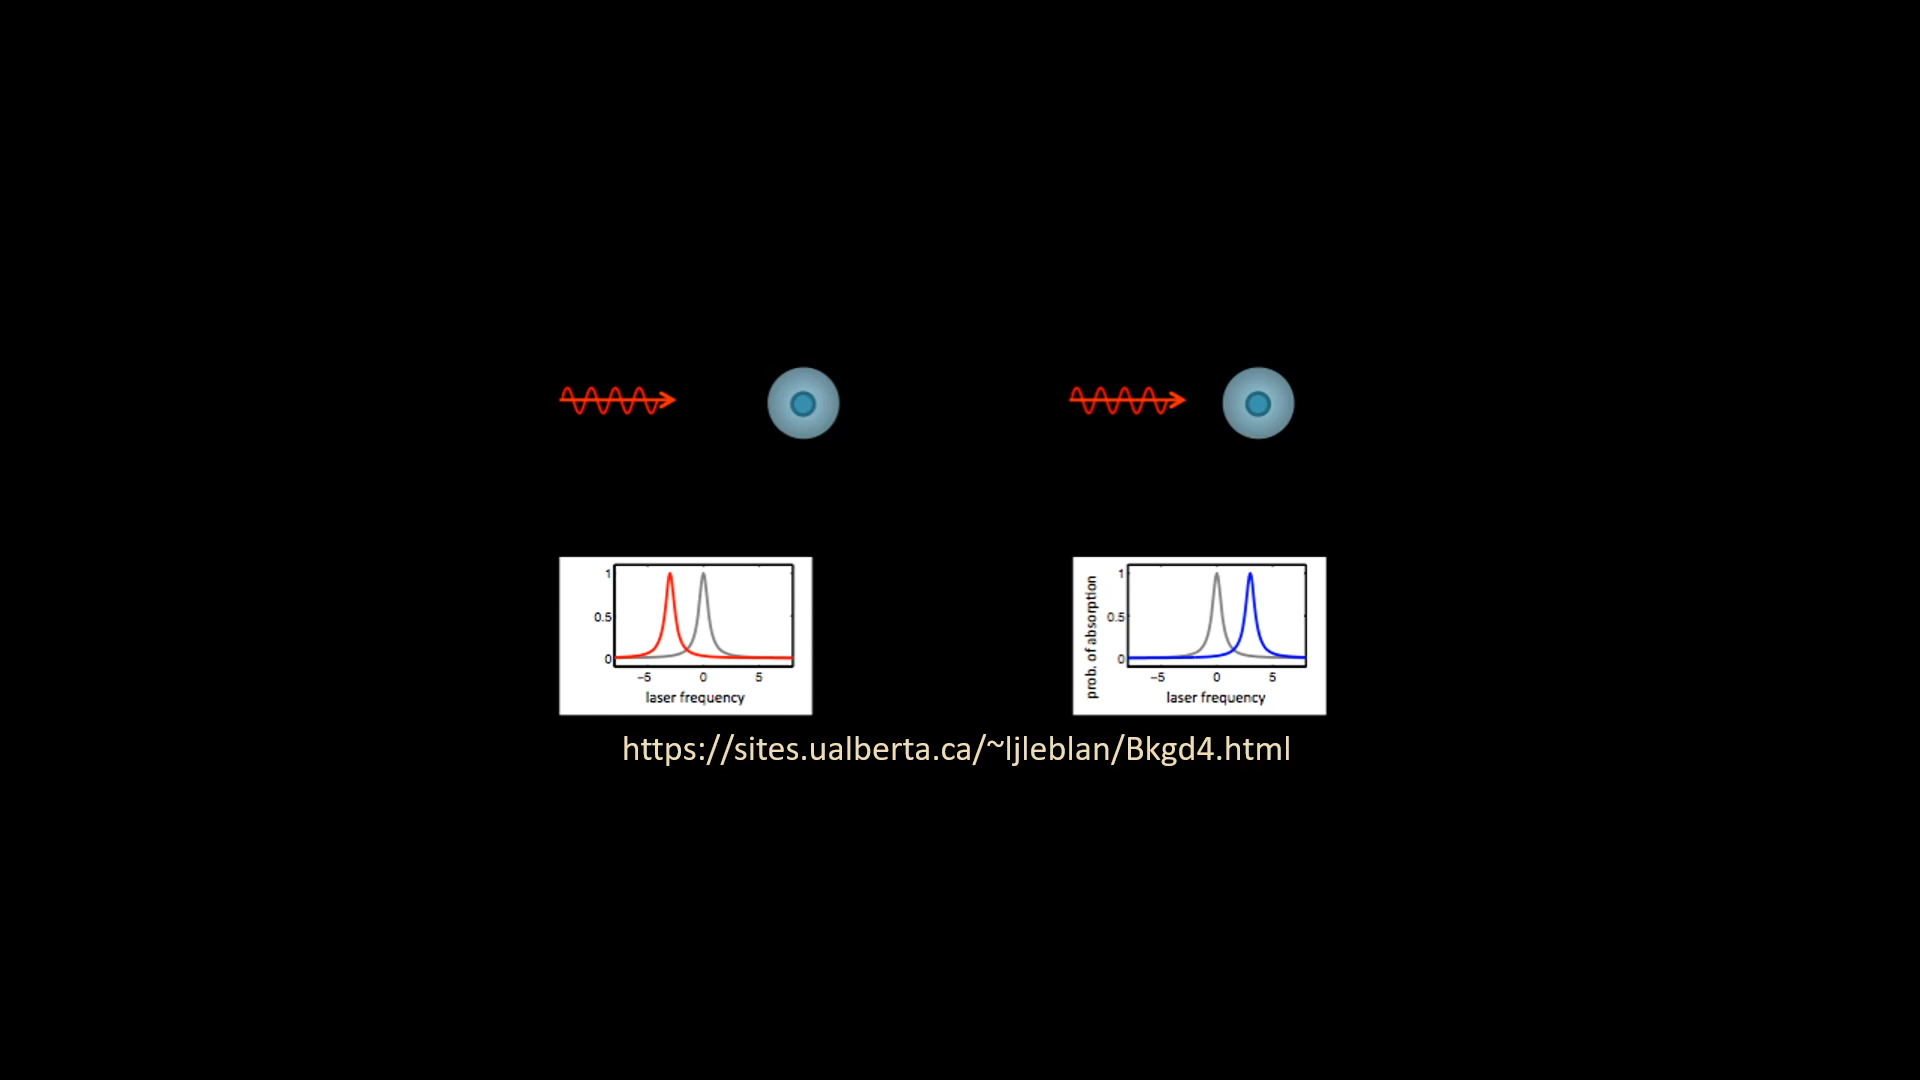 1
0.5
0
−5 0 5
laser frequency
prob. of absorption
1
0.5
0
−5 0 5
laser frequency
https://sites.ualberta.ca/~ljleblan/Bkgd4.html